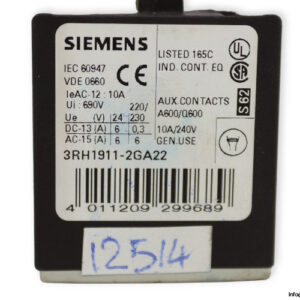 SIEMENS
LISTED 165C
IND. CONT. EQ
UL
IEC 60947
VDE 0660
CE
IeAC-12 : 10A
Ui : 690V 220/
Ue (V) 24 230
DC-13 (A) 6 0,3
AC-15 (A) 6 6
AUX.CONTACTS
A600/Q600
10A/240V
GEN.USE
S62
3RH1911-2GA22
4 011209 299689
12514